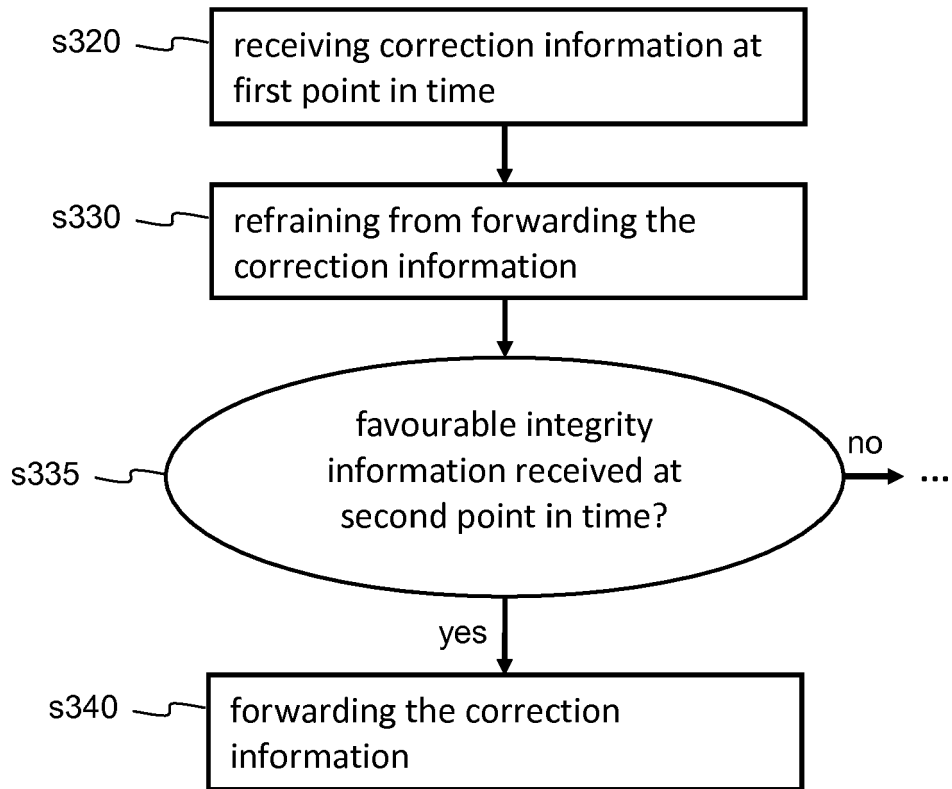 s320
receiving correction information at
first point in time
s330
refraining from forwarding the
correction information
s335
favourable integrity
information received at
second point in time?
no
...
yes
s340
forwarding the correction
information